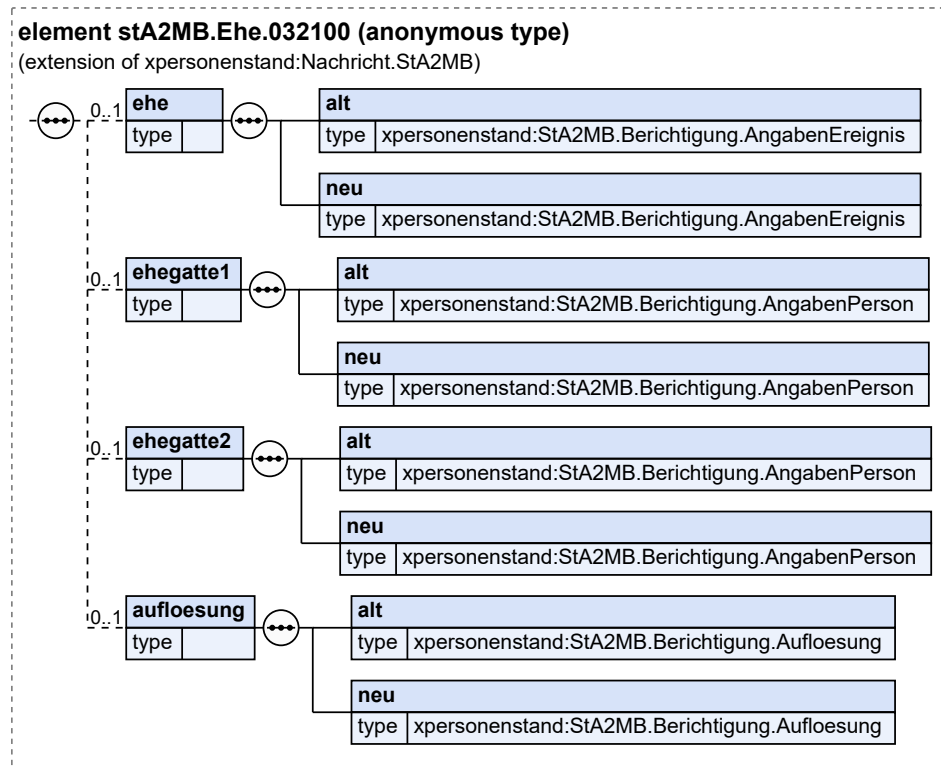 element stA2MB.Ehe.032100 (anonymous type)
(extension of xpersonenstand:Nachricht.StA2MB)
0..1 ehe
type
alt
type xpersonenstand:StA2MB.Berichtigung.AngabenEreignis
neu
type xpersonenstand:StA2MB.Berichtigung.AngabenEreignis
0..1 ehegatte1
type
alt
type xpersonenstand:StA2MB.Berichtigung.AngabenPerson
neu
type xpersonenstand:StA2MB.Berichtigung.AngabenPerson
0..1 ehegatte2
type
alt
type xpersonenstand:StA2MB.Berichtigung.AngabenPerson
neu
type xpersonenstand:StA2MB.Berichtigung.AngabenPerson
0..1 aufloesung
type
alt
type xpersonenstand:StA2MB.Berichtigung.Aufloesung
neu
type xpersonenstand:StA2MB.Berichtigung.Aufloesung